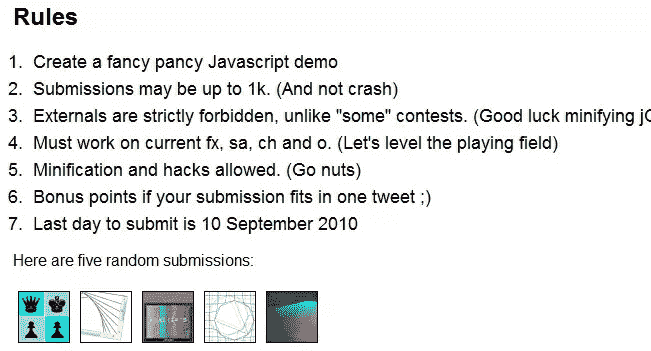 Rules
1. Create a fancy pancy Javascript demo
2. Submissions may be up to 1k. (And not crash)
3. Externals are strictly forbidden, unlike "some" contests. (Good luck minifying
4. Must work on current fx, sa, ch and o. (Let's level the playing field)
5. Minification and hacks allowed. (Go nuts)
6. Bonus points if your submission fits in one tweet ;)
7. Last day to submit is 10 September 2010
Here are five random submissions: